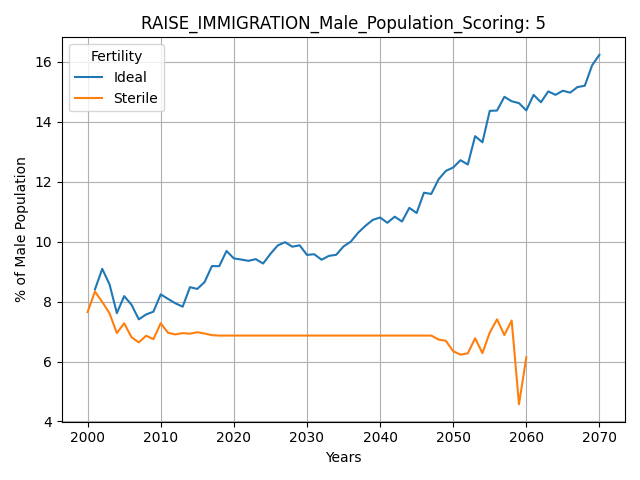 RAISE_IMMIGRATION_Male_Population_Scoring: 5
Fertility
Ideal
Sterile
% of Male Population
16
14
12
10
8
6
4
2000 2010 2020 2030 2040 2050 2060 2070
Years